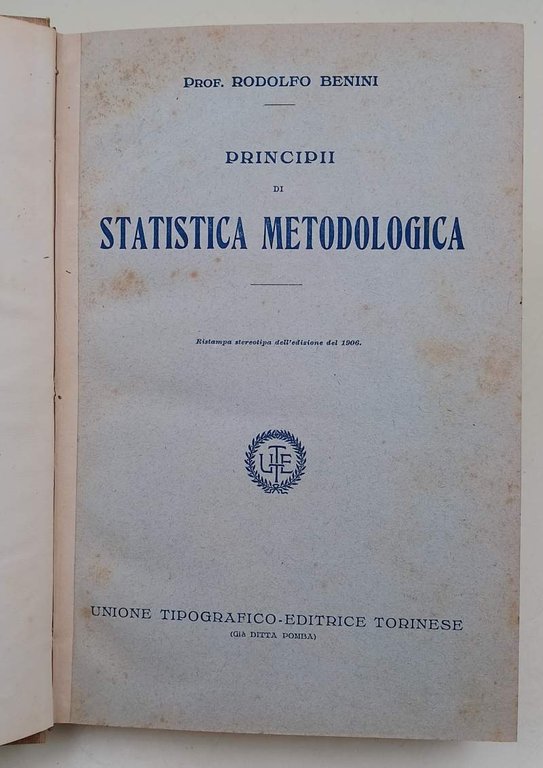 PROF. RODOLFO BENINI
PRINCIPII
DI
STATISTICA METODOLOGICA
Ristampa stereotipa dell'edizione del 1906.
UTET
UNIONE TIPOGRAFICO-EDITRICE TORINESE
(Già DITTA POMBA)